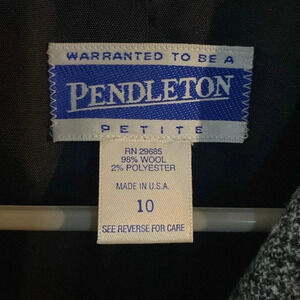 WARRANTED TO BE A
PENDLETON
PETITE
RN 29685
98% WOOL
2% POLYESTER
MADE IN U.S.A.
10
SEE REVERSE FOR CARE